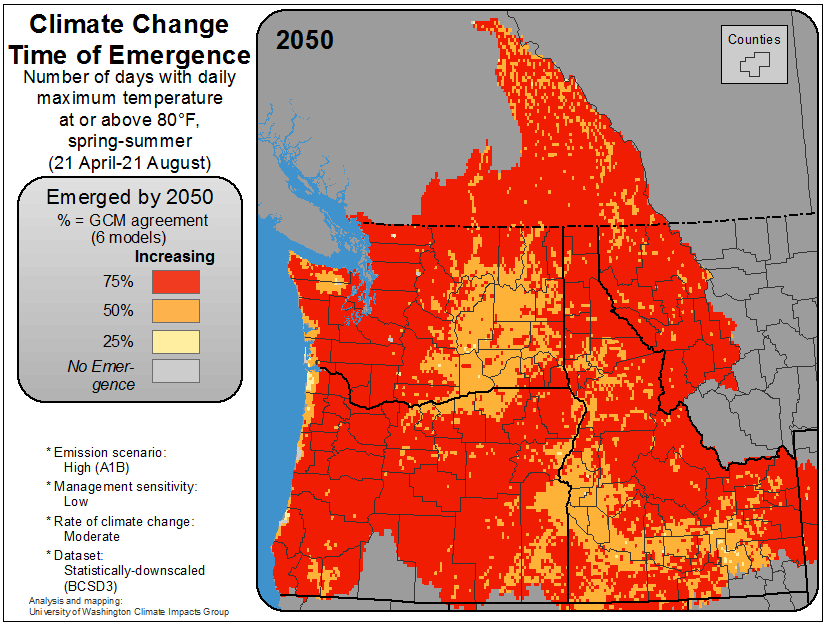 Climate Change
Time of Emergence
Number of days with daily
maximum temperature
at or above 80°F,
spring-summer
(21 April-21 August)
Emerged by 2050
% = GCM agreement
(6 models)
Increasing
75%
50%
25%
No Emer-
gence
* Emission scenario:
High (A1B)
* Management sensitivity:
Low
* Rate of climate change:
Moderate
* Dataset:
Statistically-downscaled
(BCSD3)
Analysis and mapping:
University of Washington Climate Impacts Group
2050
Counties